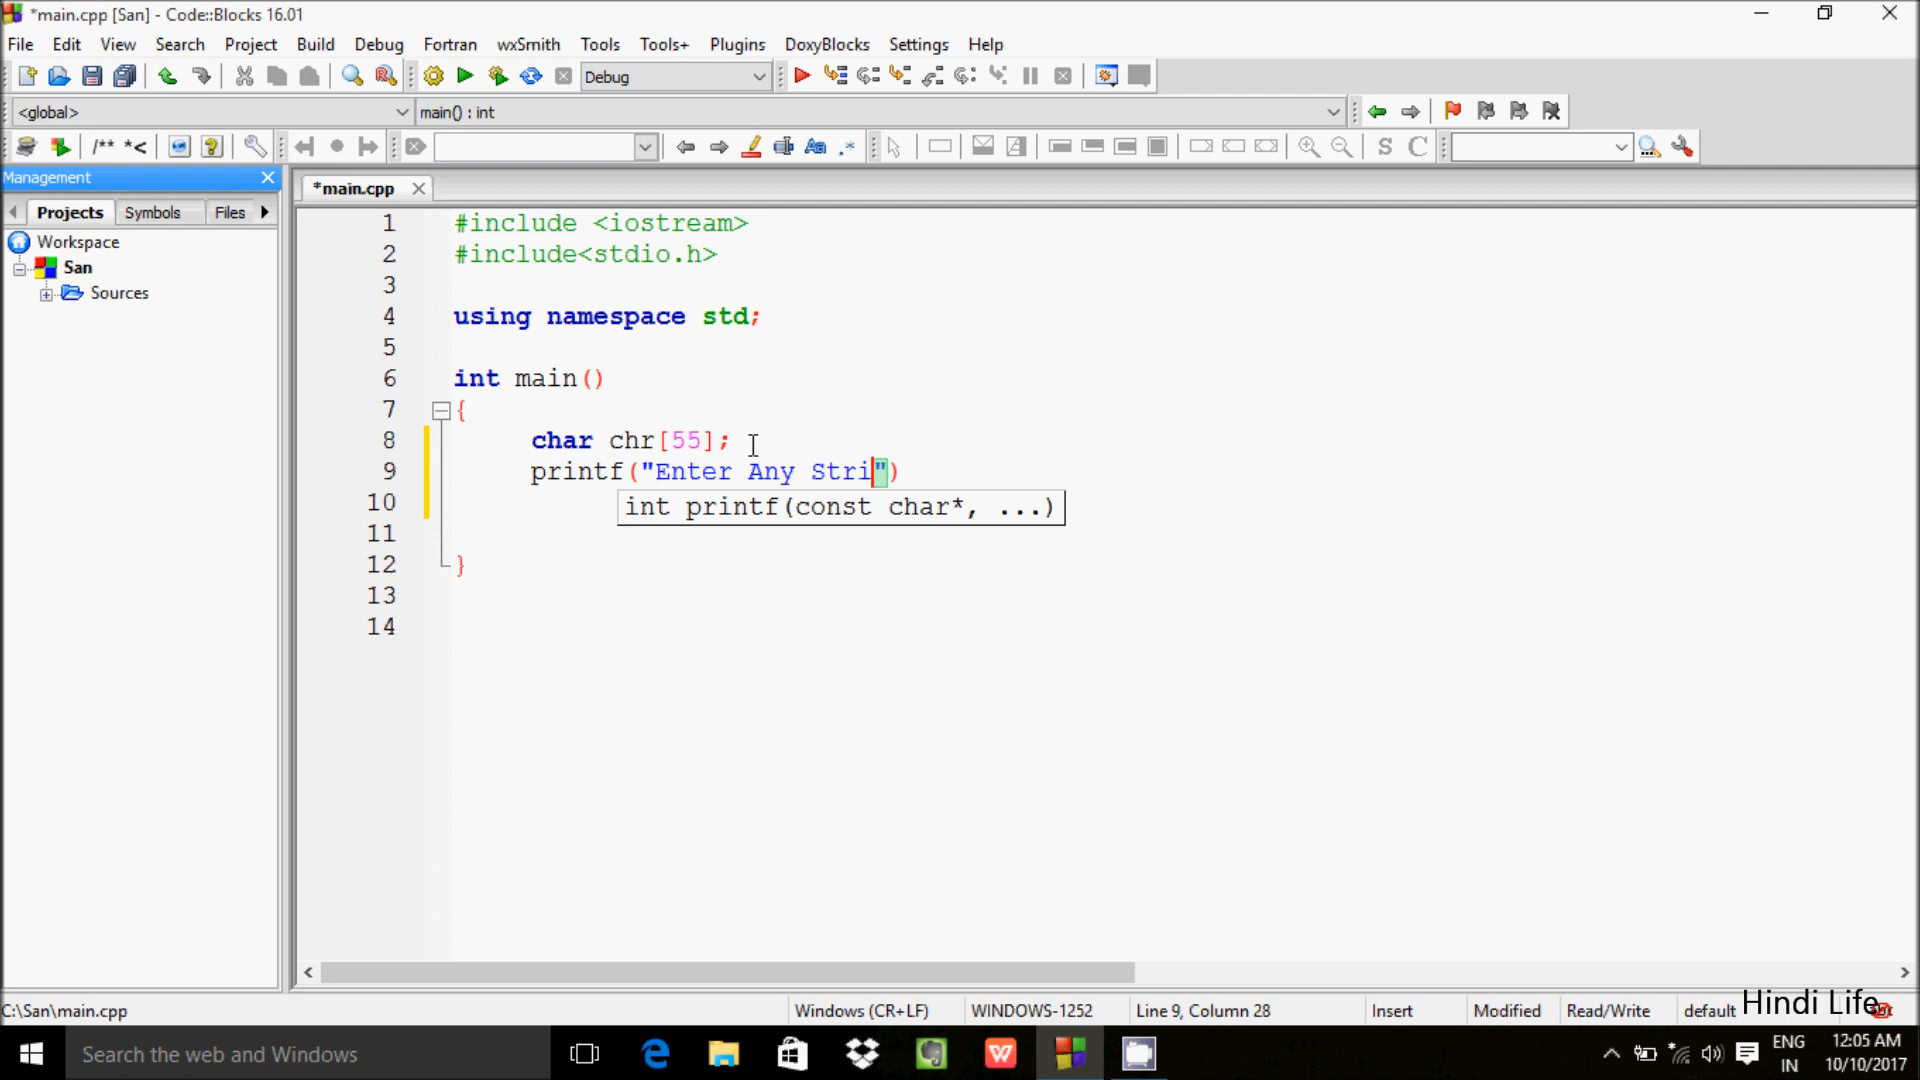 *main.cpp [San] - Code::Blocks 16.01
File Edit View Search Project Build Debug Fortran wxSmith Tools Tools+ Plugins DoxyBlocks Settings Help
Debug
<global> main() : int
/** *<
S C
Management
*main.cpp
Projects Symbols Files
Workspace
San
Sources
1 #include <iostream>
2 #include<stdio.h>
3
4 using namespace std;
5
6 int main()
7 {
8 char chr[55];
9 printf("Enter Any Stri")
10 int printf(const char*, ...)
11
12 }
13
14
C:\San\main.cpp Windows (CR+LF) WINDOWS-1252 Line 9, Column 28 Insert Modified Read/Write default
Hindi Life
Search the web and Windows
ENG
IN
12:05 AM
10/10/2017